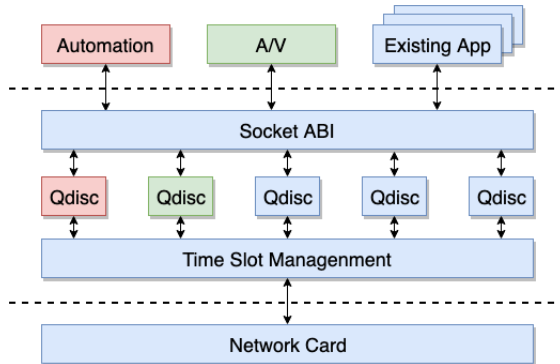 Automation A/V Existing App
Socket ABI
Qdisc Qdisc Qdisc Qdisc Qdisc
Time Slot Managenment
Network Card